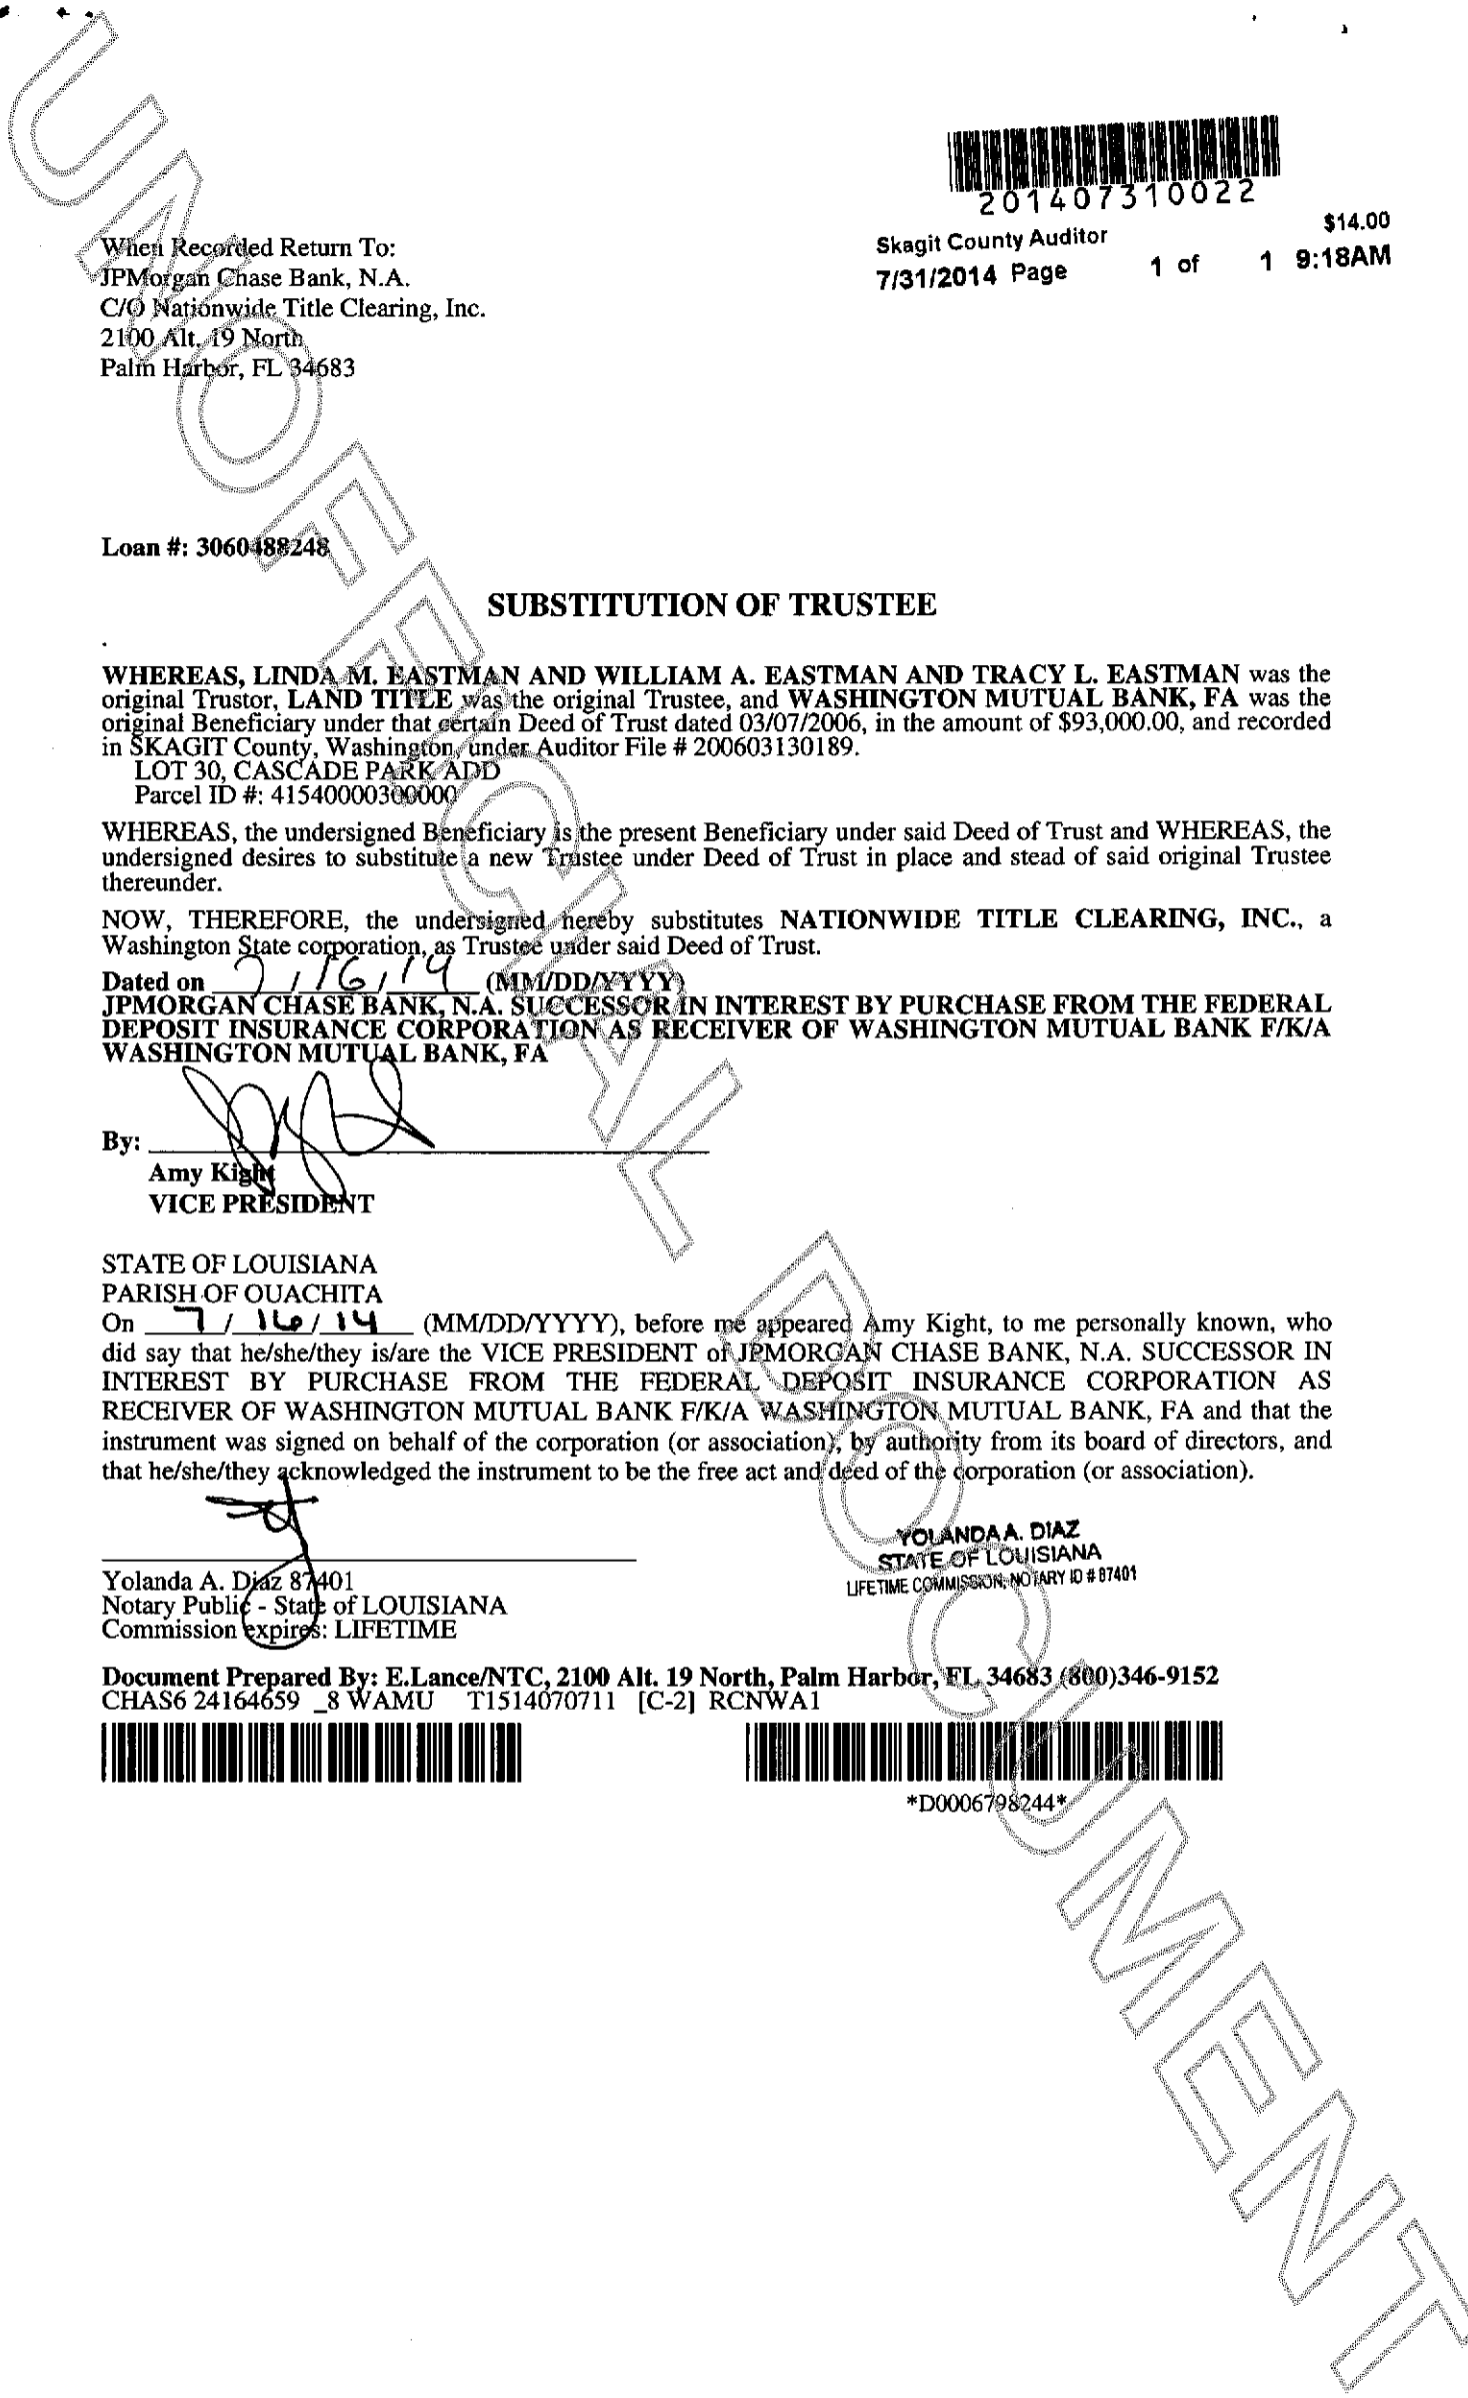 201407310022
Skagit County Auditor $14.00
7/31/2014 Page 1 of 1 9:18AM
When Recorded Return To:
JPMorgan Chase Bank, N.A.
C/O Nationwide Title Clearing, Inc.
2100 Alt. 19 North
Palm Harbor, FL 34683
Loan #: 3060488248
SUBSTITUTION OF TRUSTEE
WHEREAS, LINDA M. EASTMAN AND WILLIAM A. EASTMAN AND TRACY L. EASTMAN was the
original Trustor, LAND TITLE was the original Trustee, and WASHINGTON MUTUAL BANK, FA was the
original Beneficiary under that certain Deed of Trust dated 03/07/2006, in the amount of $93,000.00, and recorded
in SKAGIT County, Washington, under Auditor File # 200603130189.
LOT 30, CASCADE PARK ADD
Parcel ID #: 41540000300000
WHEREAS, the undersigned Beneficiary is the present Beneficiary under said Deed of Trust and WHEREAS, the
undersigned desires to substitute a new Trustee under Deed of Trust in place and stead of said original Trustee
thereunder.
NOW, THEREFORE, the undersigned hereby substitutes NATIONWIDE TITLE CLEARING, INC., a
Washington State corporation, as Trustee under said Deed of Trust.
Dated on 7/16/14 (MM/DD/YYYY)
JPMORGAN CHASE BANK, N.A. SUCCESSOR IN INTEREST BY PURCHASE FROM THE FEDERAL
DEPOSIT INSURANCE CORPORATION AS RECEIVER OF WASHINGTON MUTUAL BANK F/K/A
WASHINGTON MUTUAL BANK, FA
By:
Amy Kight
VICE PRESIDENT
STATE OF LOUISIANA
PARISH OF OUACHITA
On 7/16/14 (MM/DD/YYYY), before me appeared Amy Kight, to me personally known, who
did say that he/she/they is/are the VICE PRESIDENT of JPMORGAN CHASE BANK, N.A. SUCCESSOR IN
INTEREST BY PURCHASE FROM THE FEDERAL DEPOSIT INSURANCE CORPORATION AS
RECEIVER OF WASHINGTON MUTUAL BANK F/K/A WASHINGTON MUTUAL BANK, FA and that the
instrument was signed on behalf of the corporation (or association), by authority from its board of directors, and
that he/she/they acknowledged the instrument to be the free act and deed of the corporation (or association).
YOLANDA A. DIAZ
STATE OF LOUISIANA
LIFETIME COMMISSION, NOTARY ID # 87401
Yolanda A. Diaz 87401
Notary Public - State of LOUISIANA
Commission expires: LIFETIME
Document Prepared By: E.Lance/NTC, 2100 Alt. 19 North, Palm Harbor, FL 34683 (800)346-9152
CHAS6 24164659 _8 WAMU T1514070711 [C-2] RCNWA1
*D0006798244*
UNOFFICIAL DOCUMENT